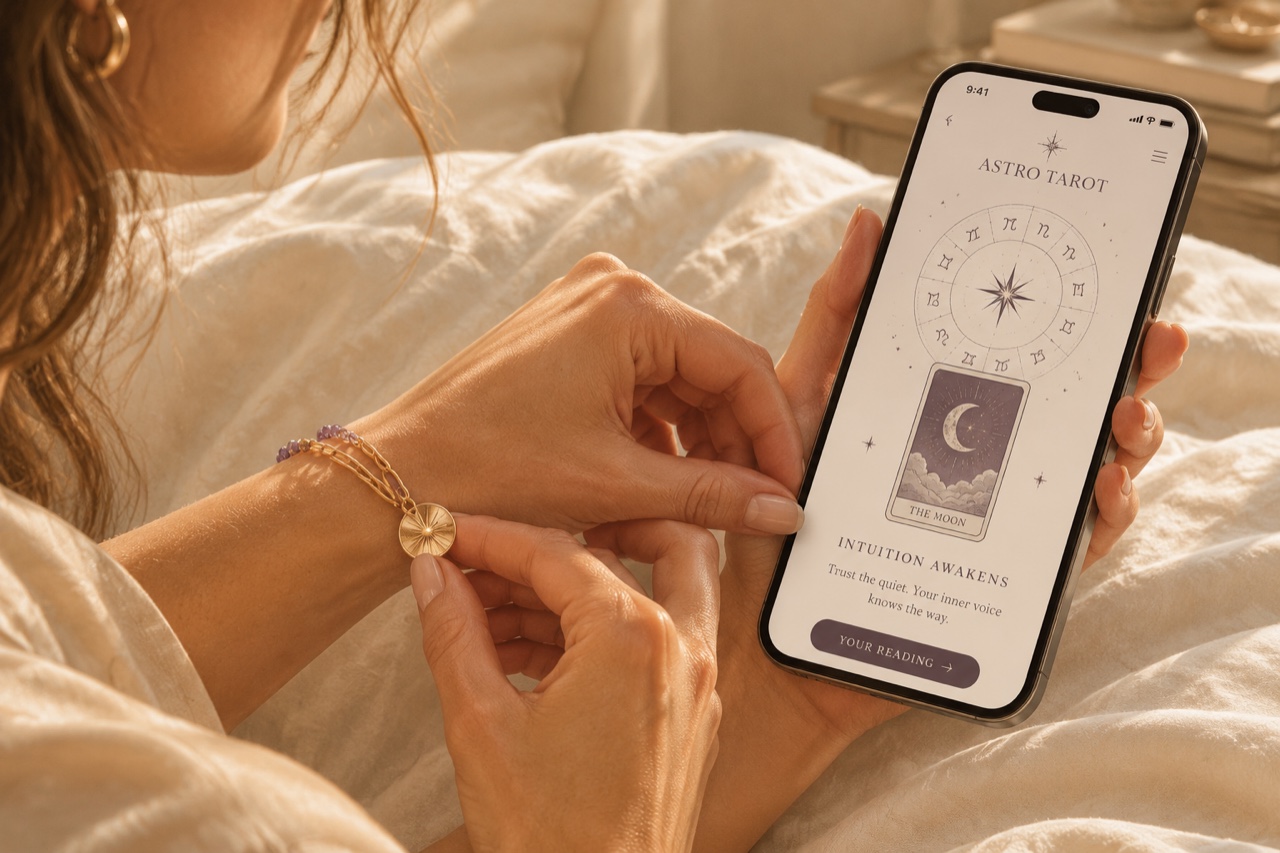 9:41
ASTRO TAROT
THE MOON
INTUITION AWAKENS
Trust the quiet. Your inner voice
knows the way.
YOUR READING →